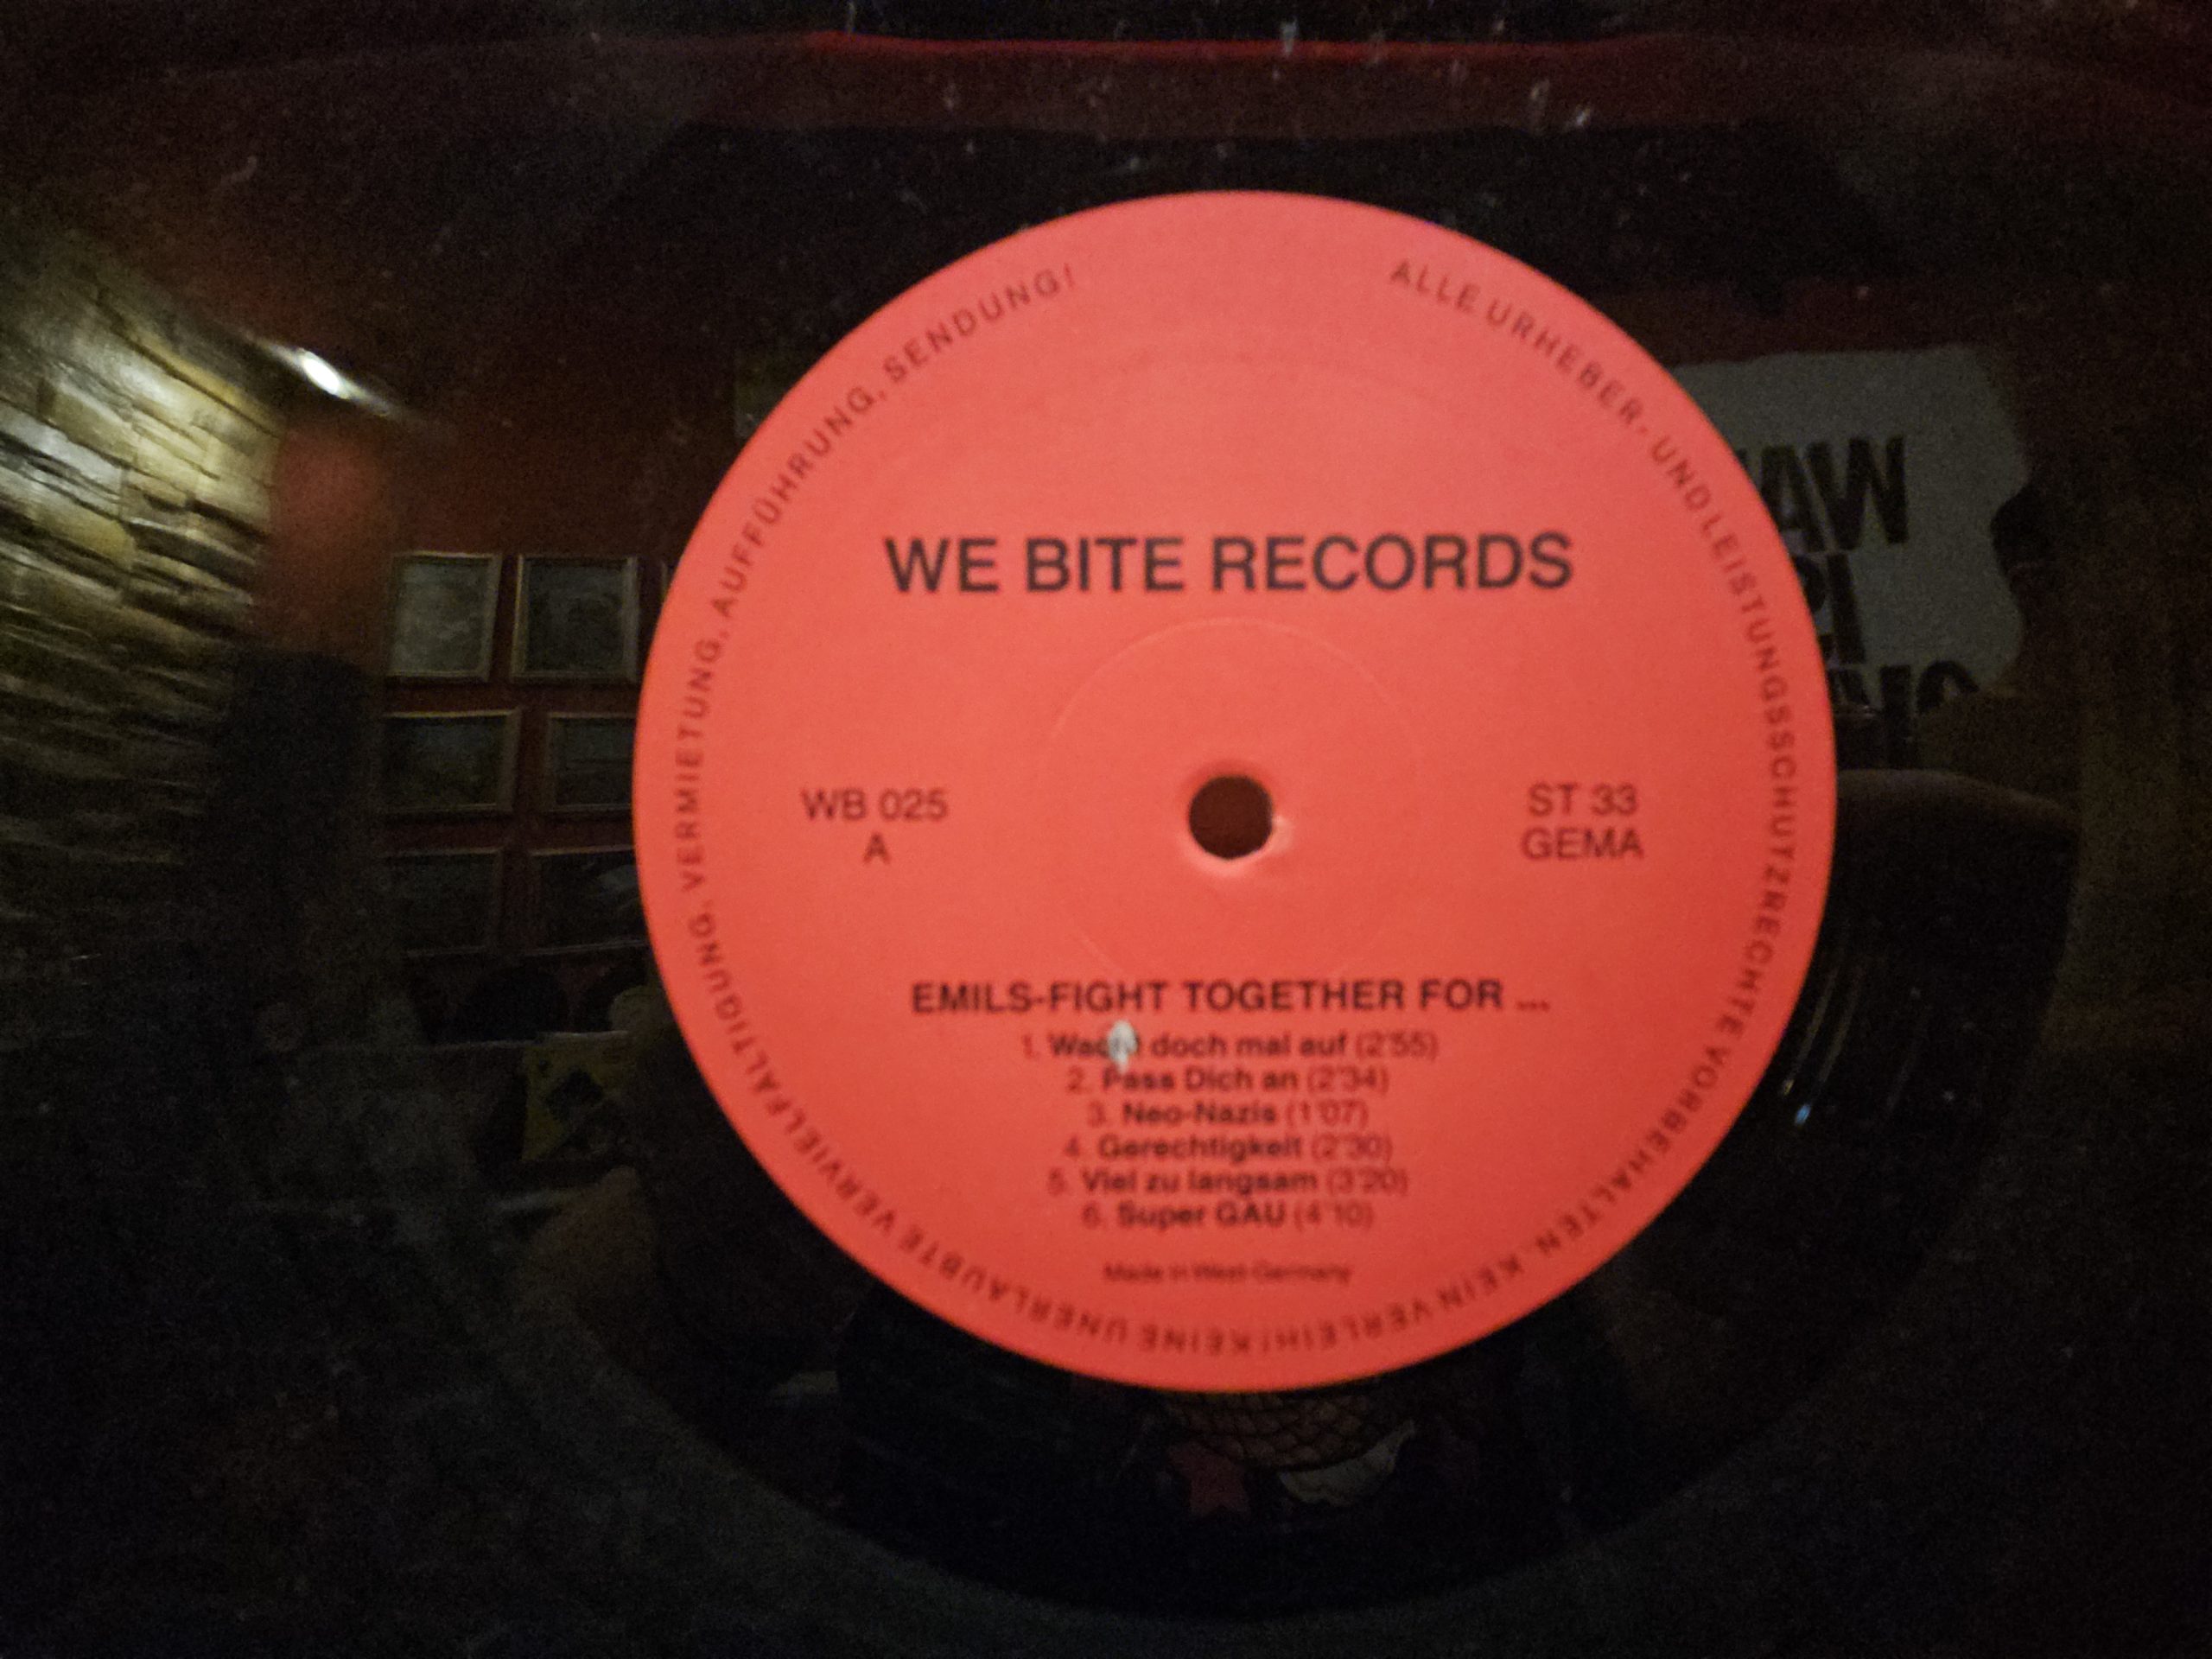 ALLE URHEBER- UND LEISTUNGSSCHUTZRECHTE VORBEHALTEN. KEIN VERLEIH! KEINE UNERLAUBTE VERVIELFÄLTIGUNG, VERMIETUNG, AUFFÜHRUNG, SENDUNG!
WE BITE RECORDS
WB 025
A
ST 33
GEMA
EMILS-FIGHT TOGETHER FOR ...
1. doch mal auf (2'55)
2. Pass Dich an (2'34)
3. Neo-Nazis (1'07)
4. Gerechtigkeit (2'30)
5. Viel zu langsam (3'20)
6. Super GAU (4'10)
Made in West-Germany